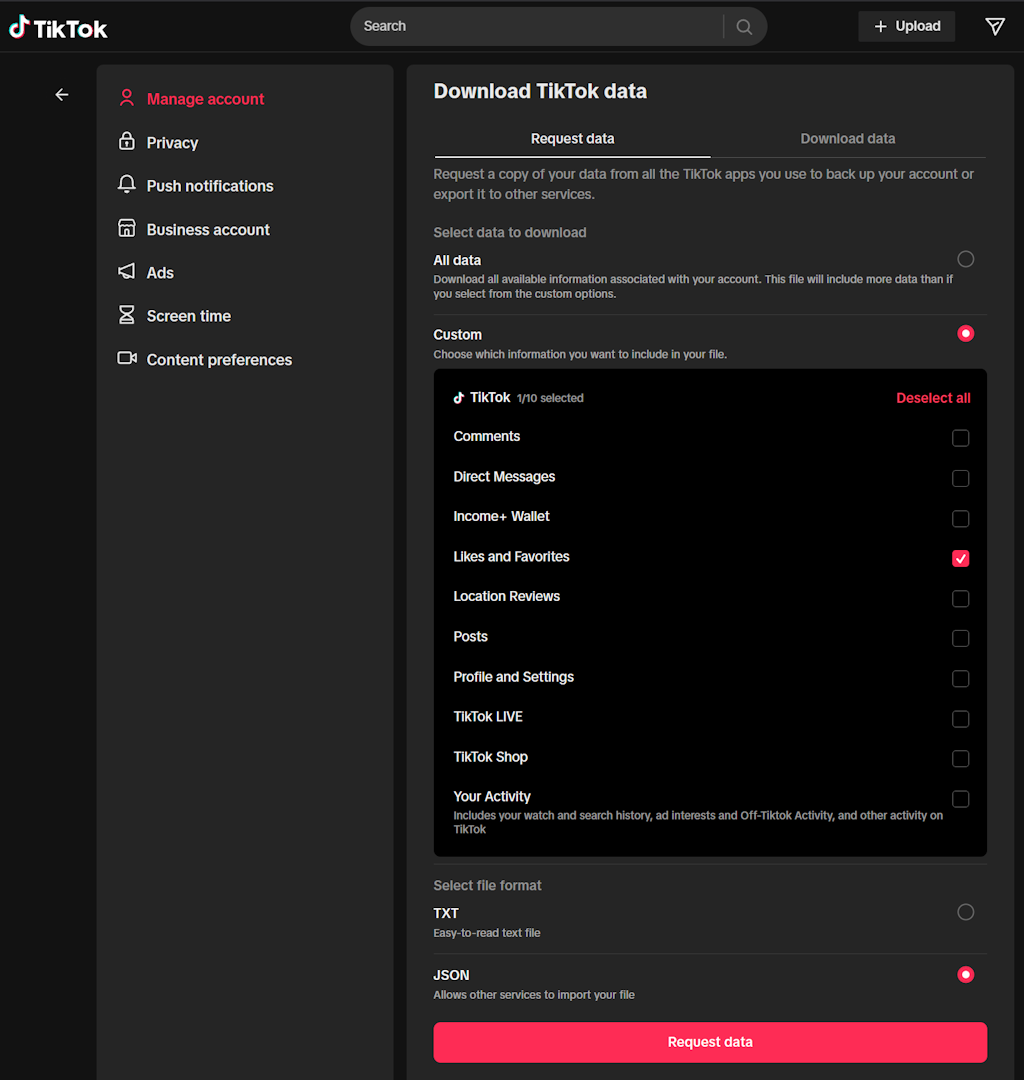 TikTok
Search
Upload
Manage account
Privacy
Push notifications
Business account
Ads
Screen time
Content preferences
Download TikTok data
Request data
Download data
Request a copy of your data from all the TikTok apps you use to back up your account or
export it to other services.
Select data to download
All data
Download all available information associated with your account. This file will include more data than if
you select from the custom options.
Custom
Choose which information you want to include in your file.
TikTok 1/10 selected
Deselect all
Comments
Direct Messages
Income+ Wallet
Likes and Favorites
Location Reviews
Posts
Profile and Settings
TikTok LIVE
TikTok Shop
Your Activity
Includes your watch and search history, ad interests and Off-Tiktok Activity, and other activity on
TikTok
Select file format
TXT
Easy-to-read text file
JSON
Allows other services to import your file
Request data